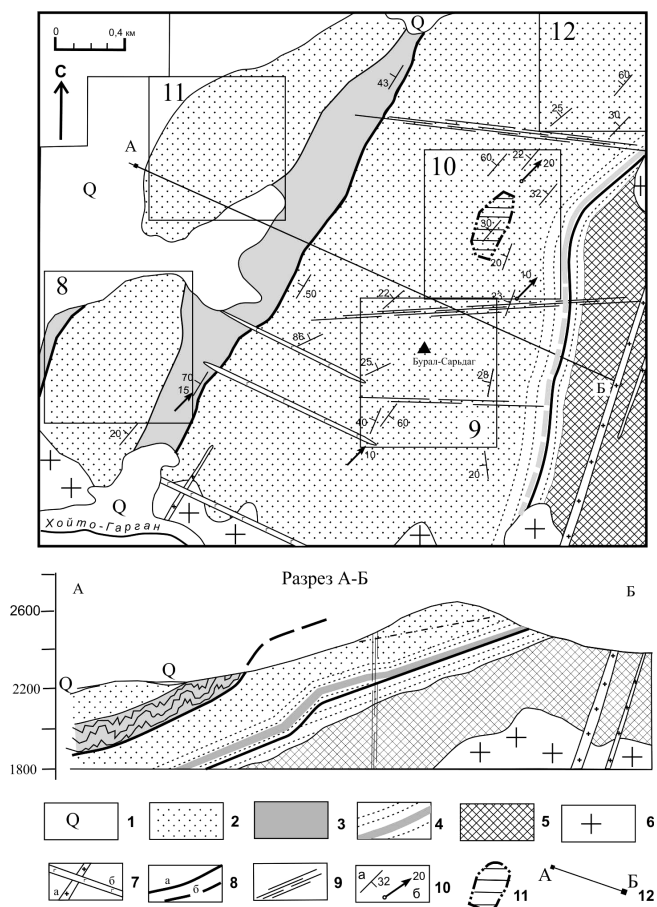 0 0,4 км
С
Q
12
11
43
60
25
30
А
10
60
22
20
32
Q
30
20
8
50
10
23
22
86
Бурал-Сарьдаг
25
28
Б
70
15
40
60
9
20
10
20
Q
Хойто-Гарган
Разрез А-Б
А Б
2600
Q Q
2200
1800
Q 1 2 3 4 5 6
а б 7 а б 8 9 а 32 20 б 10 11 А Б 12